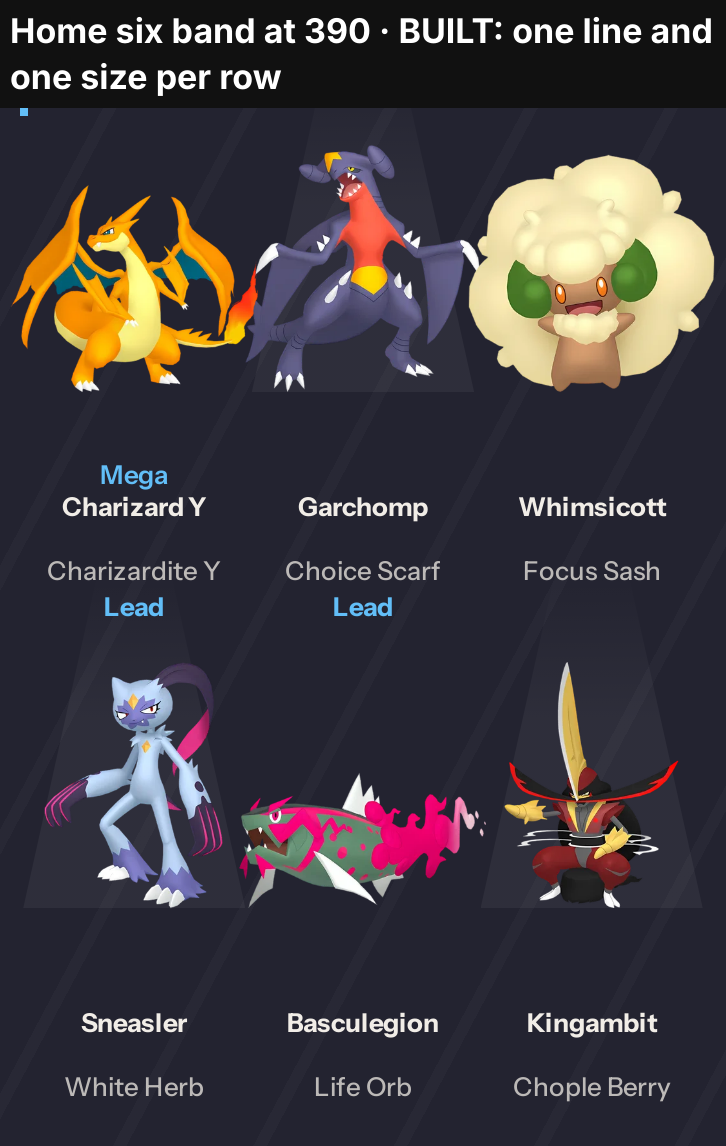 Home six band at 390 · BUILT: one line and
one size per row
Mega
Charizard Y
Garchomp
Whimsicott
Charizardite Y
Choice Scarf
Focus Sash
Lead
Lead
Sneasler
Basculegion
Kingambit
White Herb
Life Orb
Chople Berry